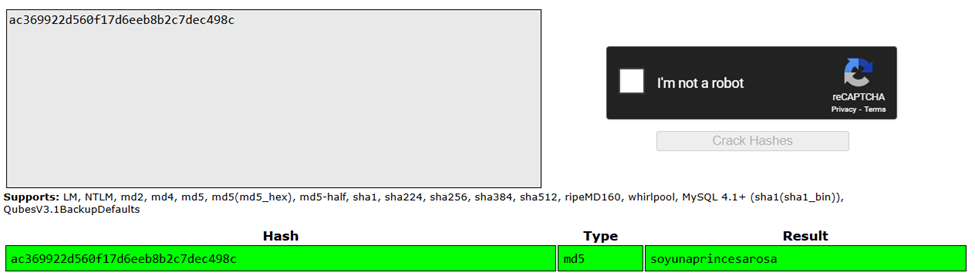 ac369922d560f17d6eeb8b2c7dec498c
I'm not a robot
reCAPTCHA
Privacy - Terms
Crack Hashes
Supports: LM, NTLM, md2, md4, md5, md5(md5_hex), md5-half, sha1, sha224, sha256, sha384, sha512, ripeMD160, whirlpool, MySQL 4.1+ (sha1(sha1_bin)),
QubesV3.1BackupDefaults
Hash Type Result
ac369922d560f17d6eeb8b2c7dec498c md5 soyunaprincesarosa